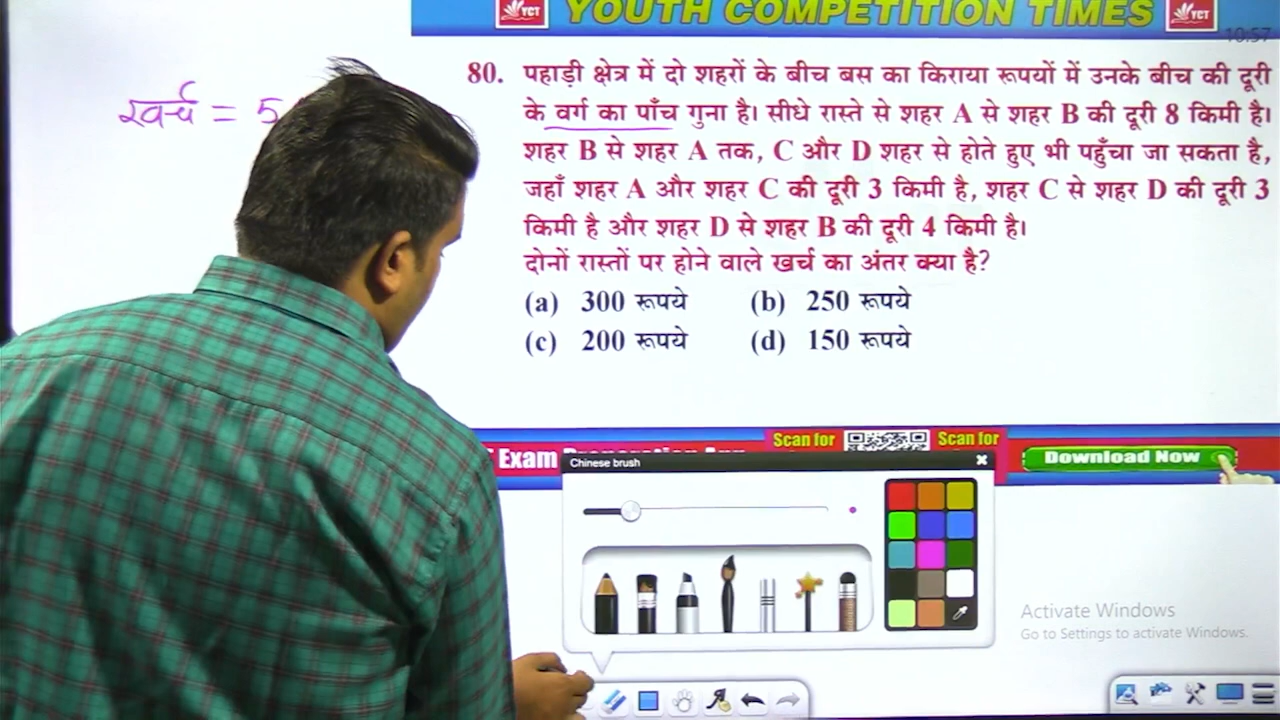 YCT
YOUTH COMPETITION TIMES
YCT
10:57
खर्च = 5
80. पहाड़ी क्षेत्र में दो शहरों के बीच बस का किराया रूपयों में उनके बीच की दूरी
के वर्ग का पाँच गुना है। सीधे रास्ते से शहर A से शहर B की दूरी 8 किमी है।
शहर B से शहर A तक, C और D शहर से होते हुए भी पहुँचा जा सकता है,
जहाँ शहर A और शहर C की दूरी 3 किमी है, शहर C से शहर D की दूरी 3
किमी है और शहर D से शहर B की दूरी 4 किमी है।
दोनों रास्तों पर होने वाले खर्च का अंतर क्या है?
(a) 300 रूपये (b) 250 रूपये
(c) 200 रूपये (d) 150 रूपये
Scan for Scan for
Exam
Download Now
Chinese brush
Activate Windows
Go to Settings to activate Windows.